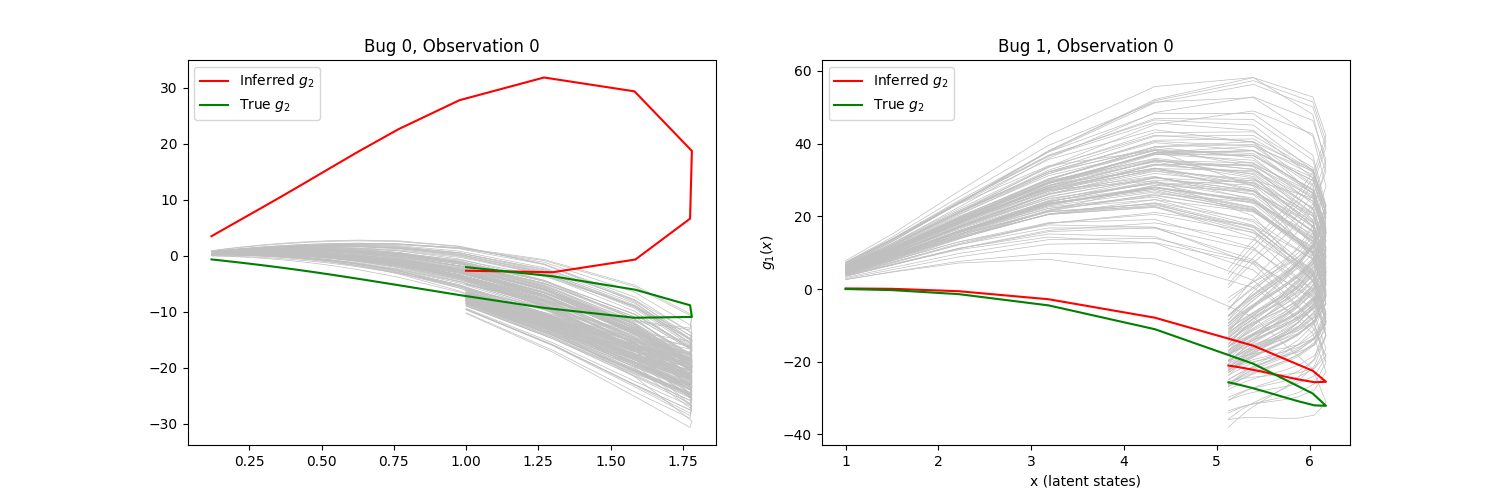 Bug 0, Observation 0
Inferred g₂
True g₂
30
20
10
0
−10
−20
−30
0.25 0.50 0.75 1.00 1.25 1.50 1.75
Bug 1, Observation 0
Inferred g₂
True g₂
60
40
20
0
−20
−40
g₁(x)
1 2 3 4 5 6
x (latent states)